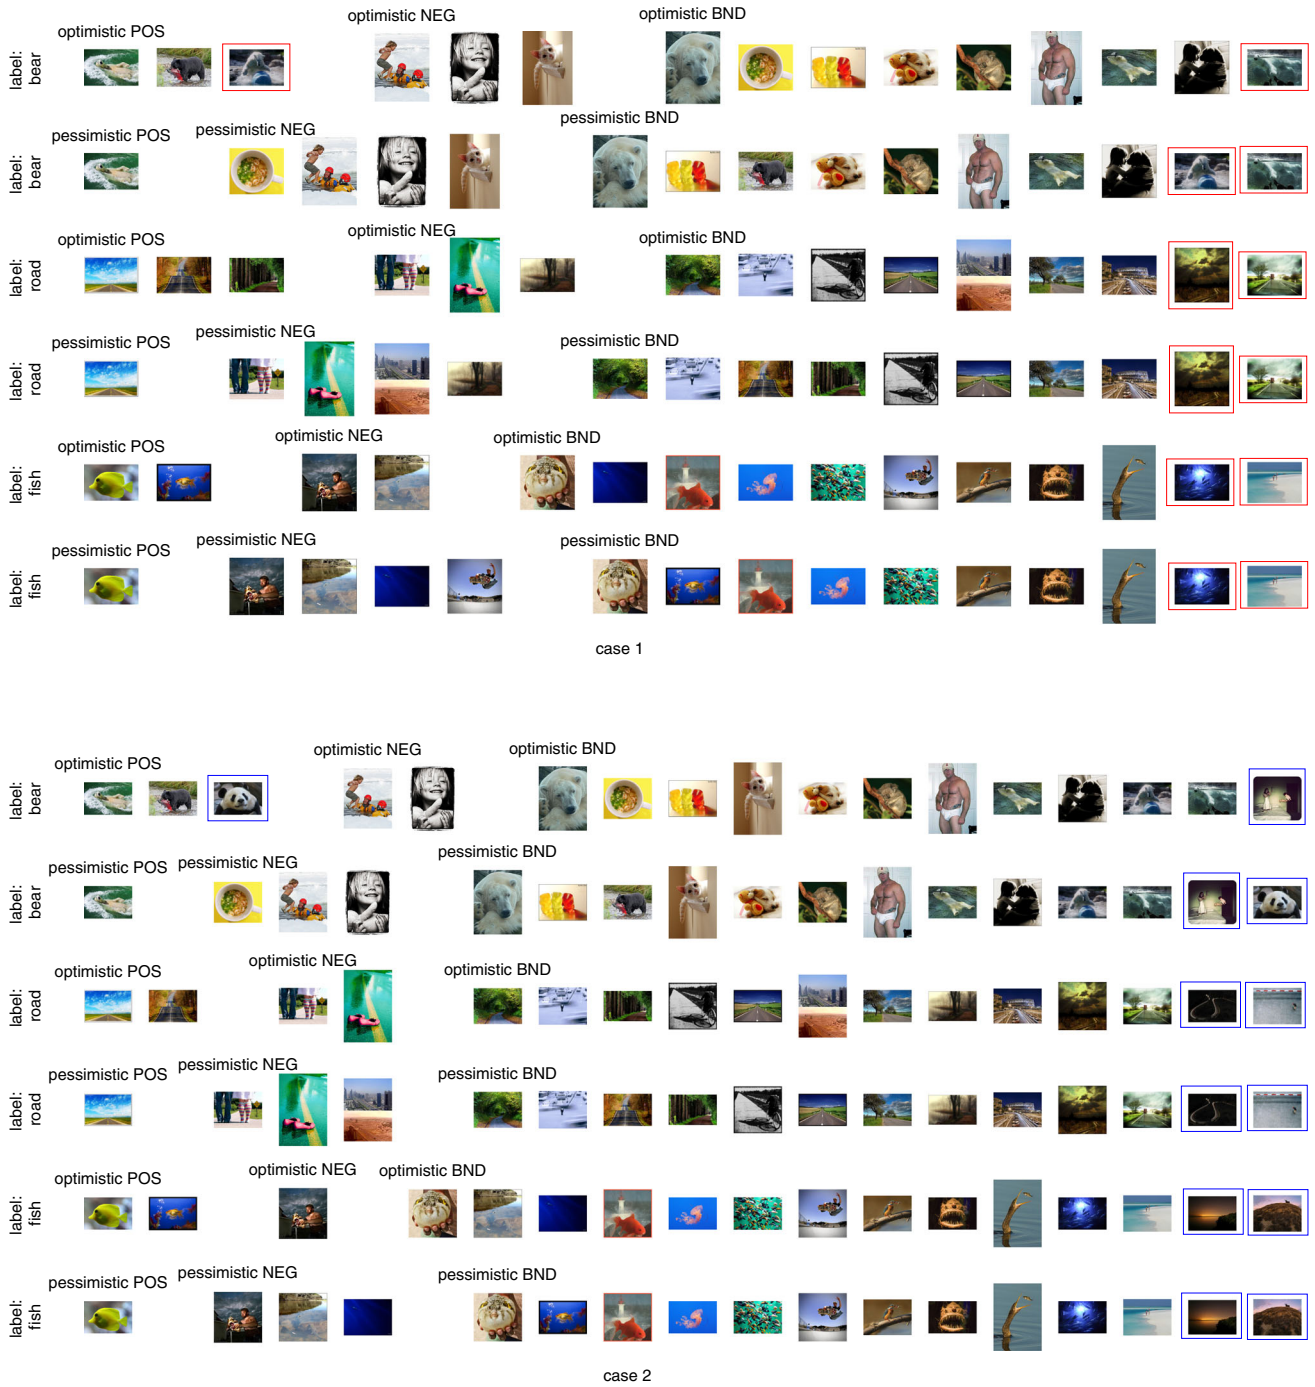 optimistic POS
optimistic NEG
optimistic BND
label: bear
pessimistic POS
pessimistic NEG
pessimistic BND
label: bear
optimistic POS
optimistic NEG
optimistic BND
label: road
pessimistic POS
pessimistic NEG
pessimistic BND
label: road
optimistic POS
optimistic NEG
optimistic BND
label: fish
pessimistic POS
pessimistic NEG
pessimistic BND
label: fish
case 1
optimistic POS
optimistic NEG
optimistic BND
label: bear
pessimistic POS
pessimistic NEG
pessimistic BND
label: bear
optimistic POS
optimistic NEG
optimistic BND
label: road
pessimistic POS
pessimistic NEG
pessimistic BND
label: road
optimistic POS
optimistic NEG
optimistic BND
label: fish
pessimistic POS
pessimistic NEG
pessimistic BND
label: fish
case 2